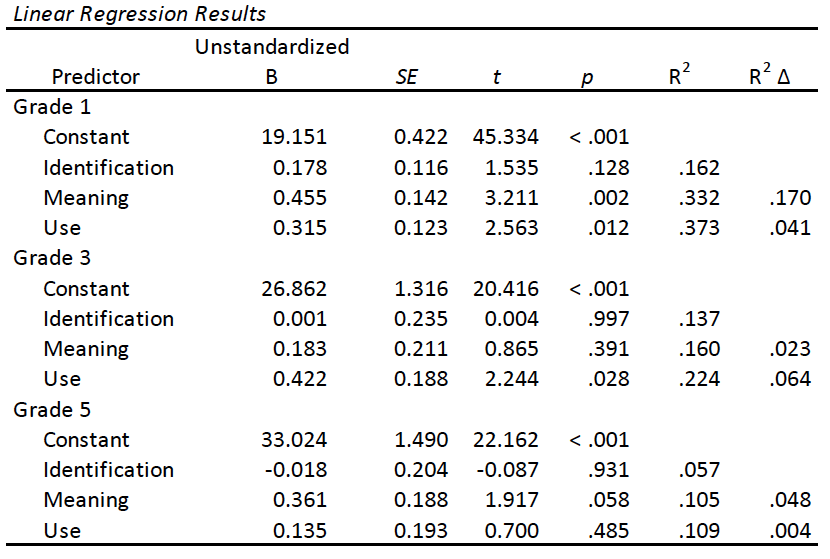 Linear Regression Results
Unstandardized
Predictor B SE t p R² R² Δ
Grade 1
Constant 19.151 0.422 45.334 < .001
Identification 0.178 0.116 1.535 .128 .162
Meaning 0.455 0.142 3.211 .002 .332 .170
Use 0.315 0.123 2.563 .012 .373 .041
Grade 3
Constant 26.862 1.316 20.416 < .001
Identification 0.001 0.235 0.004 .997 .137
Meaning 0.183 0.211 0.865 .391 .160 .023
Use 0.422 0.188 2.244 .028 .224 .064
Grade 5
Constant 33.024 1.490 22.162 < .001
Identification -0.018 0.204 -0.087 .931 .057
Meaning 0.361 0.188 1.917 .058 .105 .048
Use 0.135 0.193 0.700 .485 .109 .004